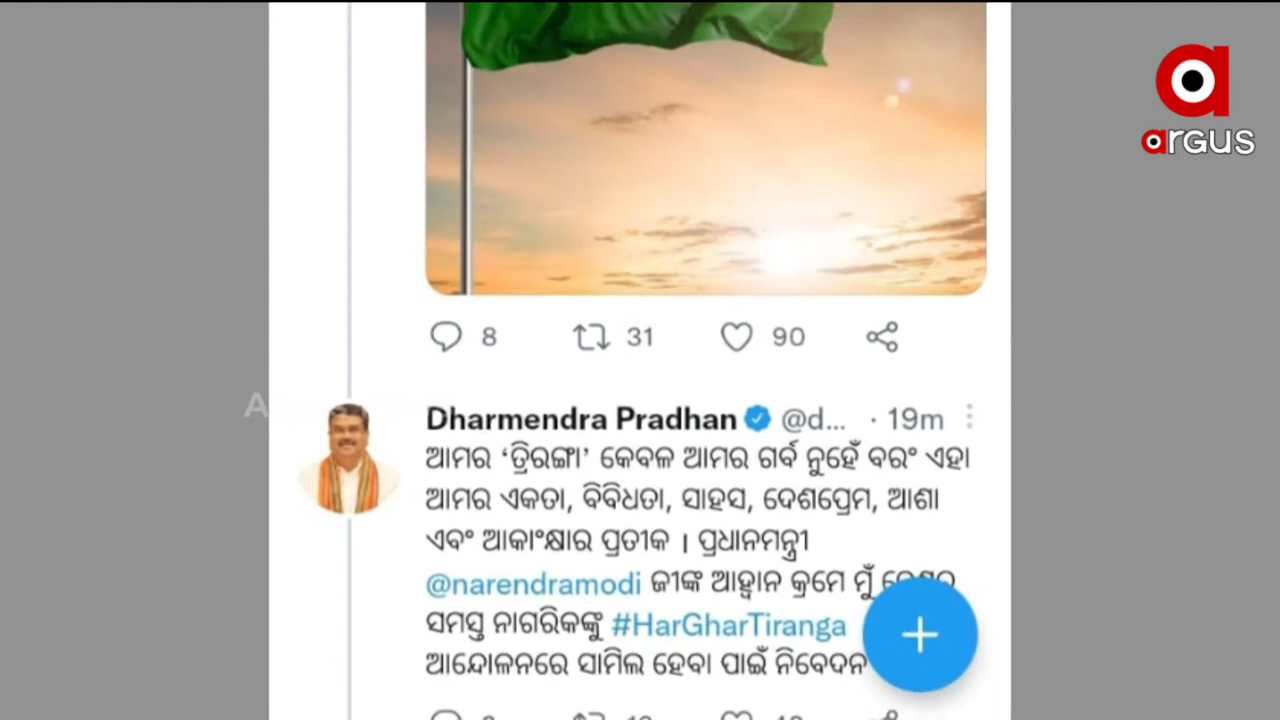 argus
8 31 90
Dharmendra Pradhan @d... · 19m
ଆମର ‘ତ୍ରିରଙ୍ଗା’ କେବଳ ଆମର ଗର୍ବ ନୁହେଁ ବରଂ ଏହା
ଆମର ଏକତା, ବିବିଧତା, ସାହସ, ଦେଶପ୍ରେମ, ଆଶା
ଏବଂ ଆକାଂକ୍ଷାର ପ୍ରତୀକ । ପ୍ରଧାନମନ୍ତ୍ରୀ
@narendramodi ଜୀଙ୍କ ଆହ୍ୱାନ କ୍ରମେ ମୁଁ
ସମସ୍ତ ନାଗରିକଙ୍କୁ #HarGharTiranga
ଆନ୍ଦୋଳନରେ ସାମିଲ ହେବା ପାଇଁ ନିବେଦନ